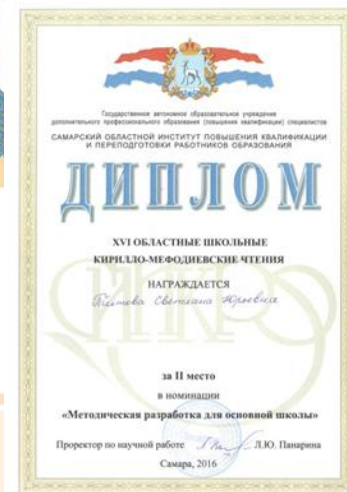 Государственное автономное образовательное учреждение
дополнительного профессионального образования (повышения квалификации) специалистов
САМАРСКИЙ ОБЛАСТНОЙ ИНСТИТУТ ПОВЫШЕНИЯ КВАЛИФИКАЦИИ
И ПЕРЕПОДГОТОВКИ РАБОТНИКОВ ОБРАЗОВАНИЯ
ДИПЛОМ
XVI ОБЛАСТНЫЕ ШКОЛЬНЫЕ
КИРИЛЛО-МЕФОДИЕВСКИЕ ЧТЕНИЯ
НАГРАЖДАЕТСЯ
Светлана Юрьевна
за II место
в номинации
«Методическая разработка для основной школы»
Проректор по научной работе Л.Ю. Панарина
Самара, 2016